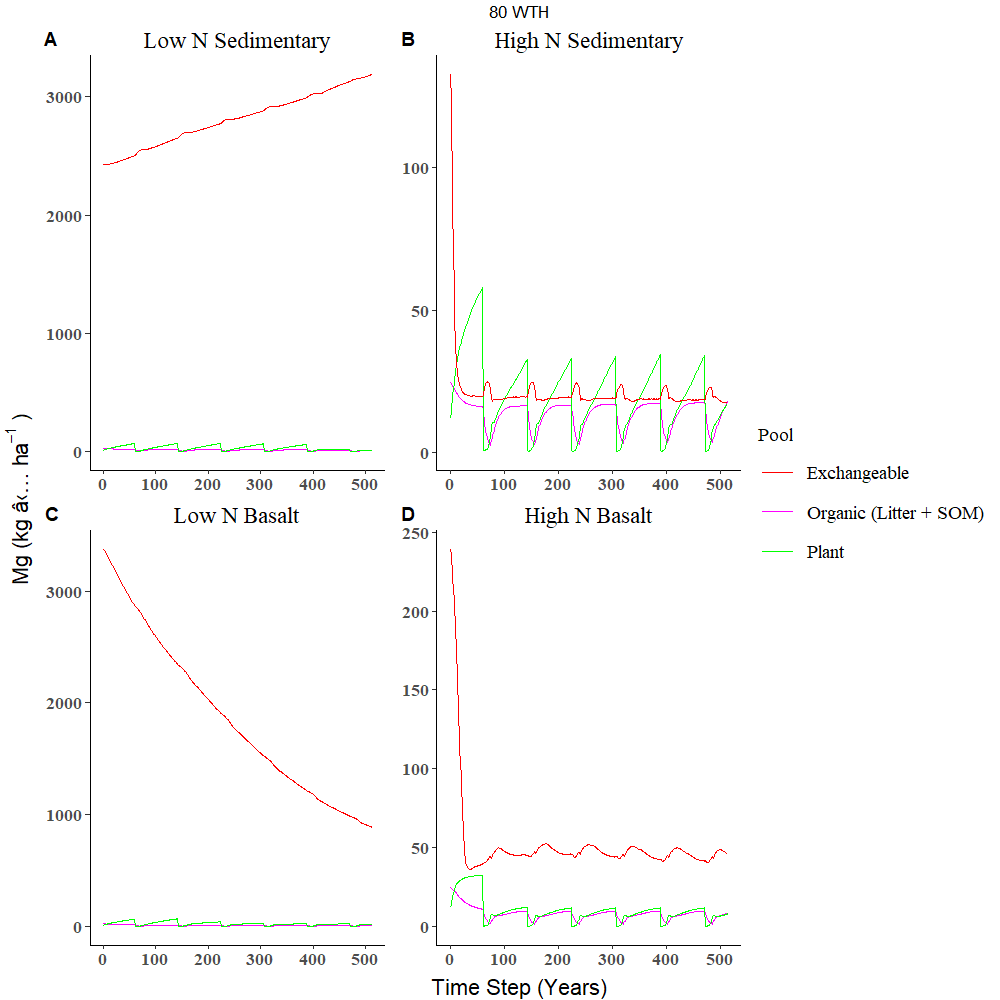 80 WTH
A Low N Sedimentary
B High N Sedimentary
3000
2000
1000
0
100
50
0
0 100 200 300 400 500
0 100 200 300 400 500
Mg (kg â‹… ha⁻¹ )
Pool
Exchangeable
Organic (Litter + SOM)
Plant
C Low N Basalt
D High N Basalt
3000
2000
1000
0
250
200
150
100
50
0
0 100 200 300 400 500
0 100 200 300 400 500
Time Step (Years)